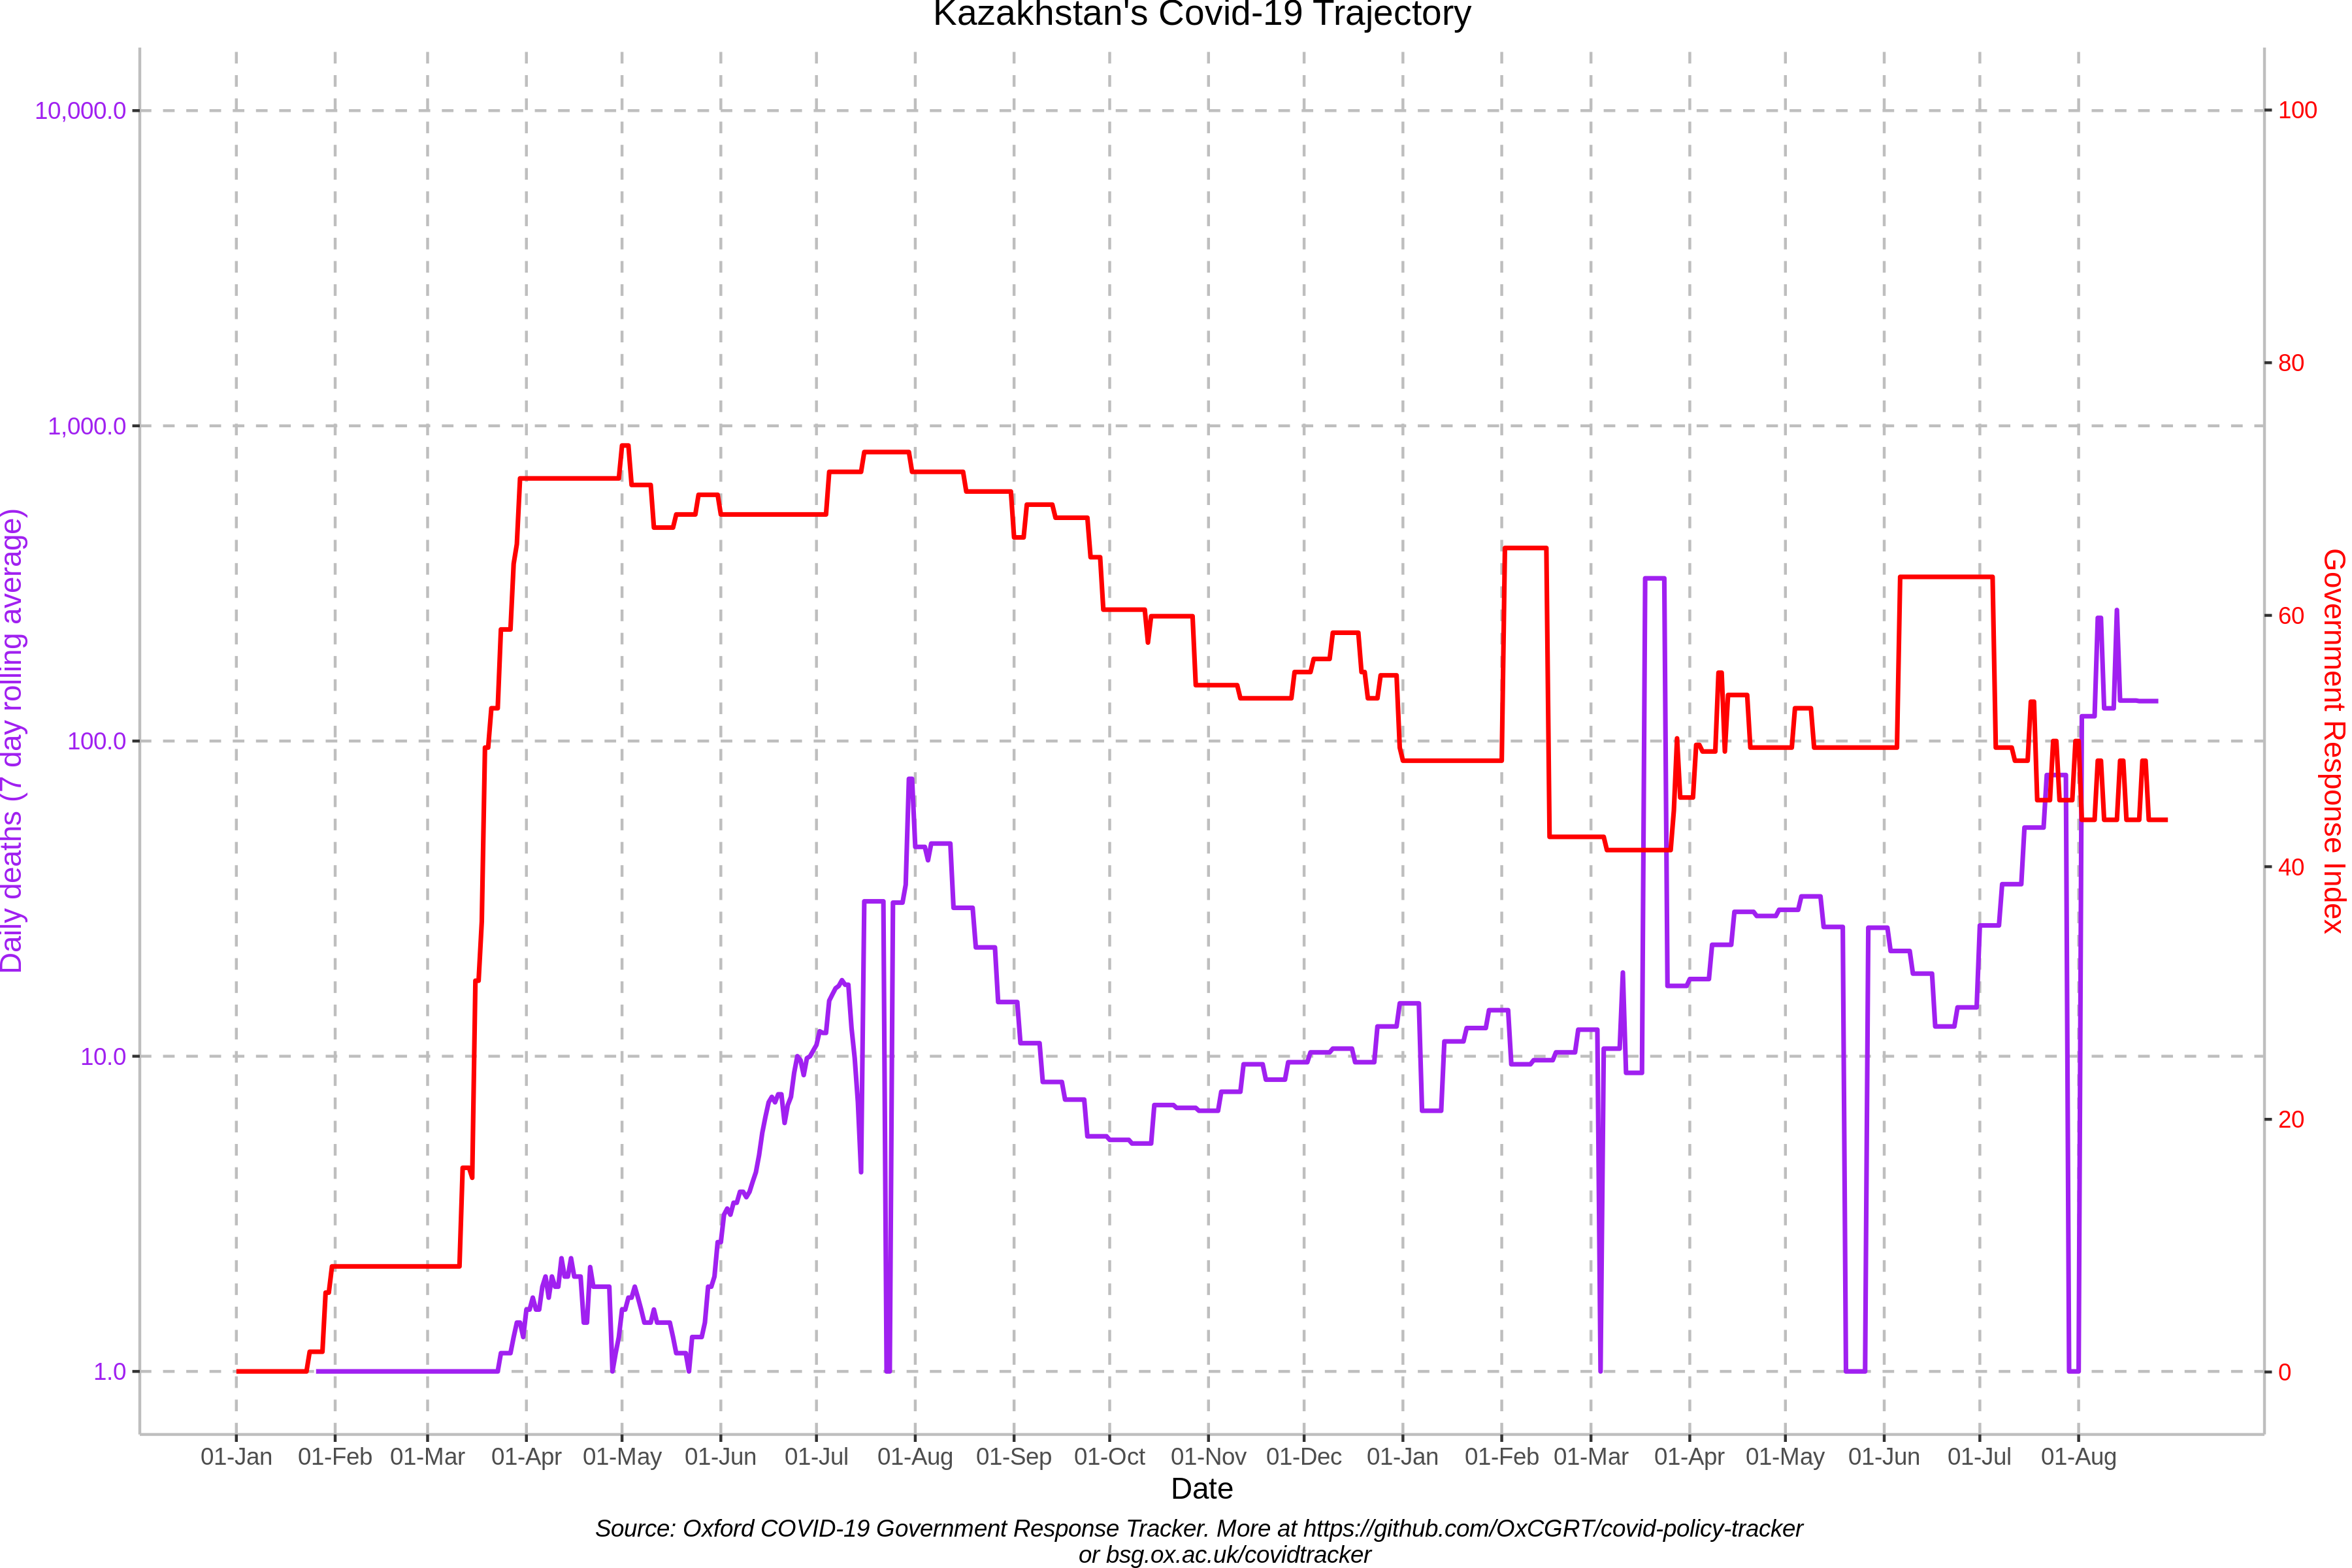 Kazakhstan's Covid-19 Trajectory
10,000.0
1,000.0
100.0
10.0
1.0
Daily deaths (7 day rolling average)
100
80
60
40
20
0
Government Response Index
01-Jan 01-Feb 01-Mar 01-Apr 01-May 01-Jun 01-Jul 01-Aug 01-Sep 01-Oct 01-Nov 01-Dec 01-Jan 01-Feb 01-Mar 01-Apr 01-May 01-Jun 01-Jul 01-Aug
Date
Source: Oxford COVID-19 Government Response Tracker. More at https://github.com/OxCGRT/covid-policy-tracker
or bsg.ox.ac.uk/covidtracker